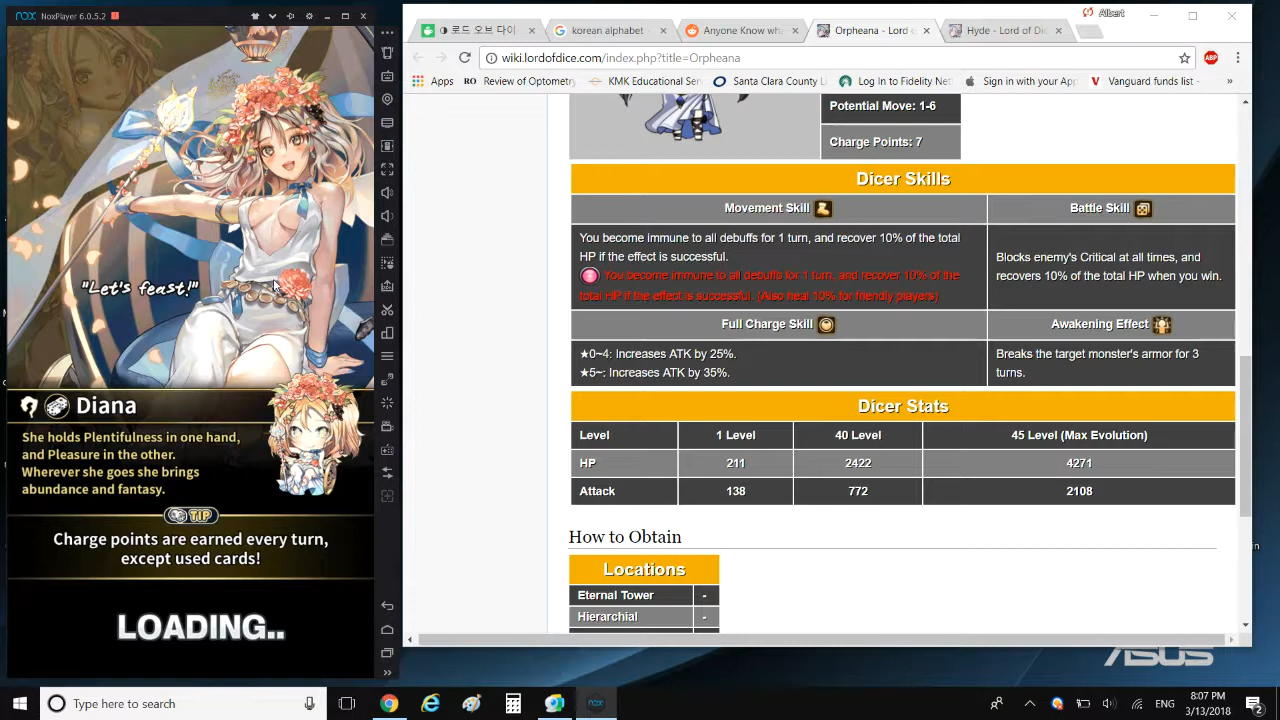 NOX NoxPlayer 6.0.5.2
"Let's feast!"
Diana
She holds Plentifulness in one hand,
and Pleasure in the other.
Wherever she goes she brings
abundance and fantasy.
TIP
Charge points are earned every turn,
except used cards!
LOADING..
Albert
로드 오브 다이
korean alphabet
Anyone Know wha
Orpheana - Lord o
Hyde - Lord of Dic
wiki.lordofdice.com/index.php?title=Orpheana
ABP
Apps
RO Review of Optometry
KMK Educational Serv
Santa Clara County
Log In to Fidelity Net
Sign in with your App
Vanguard funds list -
Potential Move: 1-6
Charge Points: 7
Dicer Skills
Movement Skill
Battle Skill
You become immune to all debuffs for 1 turn, and recover 10% of the total
HP if the effect is successful.
You become immune to all debuffs for 1 turn, and recover 10% of the
total HP if the effect is successful. (Also heal 10% for friendly players)
Blocks enemy's Critical at all times, and
recovers 10% of the total HP when you win.
Full Charge Skill
Awakening Effect
★0~4: Increases ATK by 25%.
★5~: Increases ATK by 35%.
Breaks the target monster's armor for 3
turns.
Dicer Stats
Level 1 Level 40 Level 45 Level (Max Evolution)
HP 211 2422 4271
Attack 138 772 2108
How to Obtain
Locations
Eternal Tower -
Hierarchial -
ASUS
Type here to search
nox
ENG
8:07 PM
3/13/2018
2